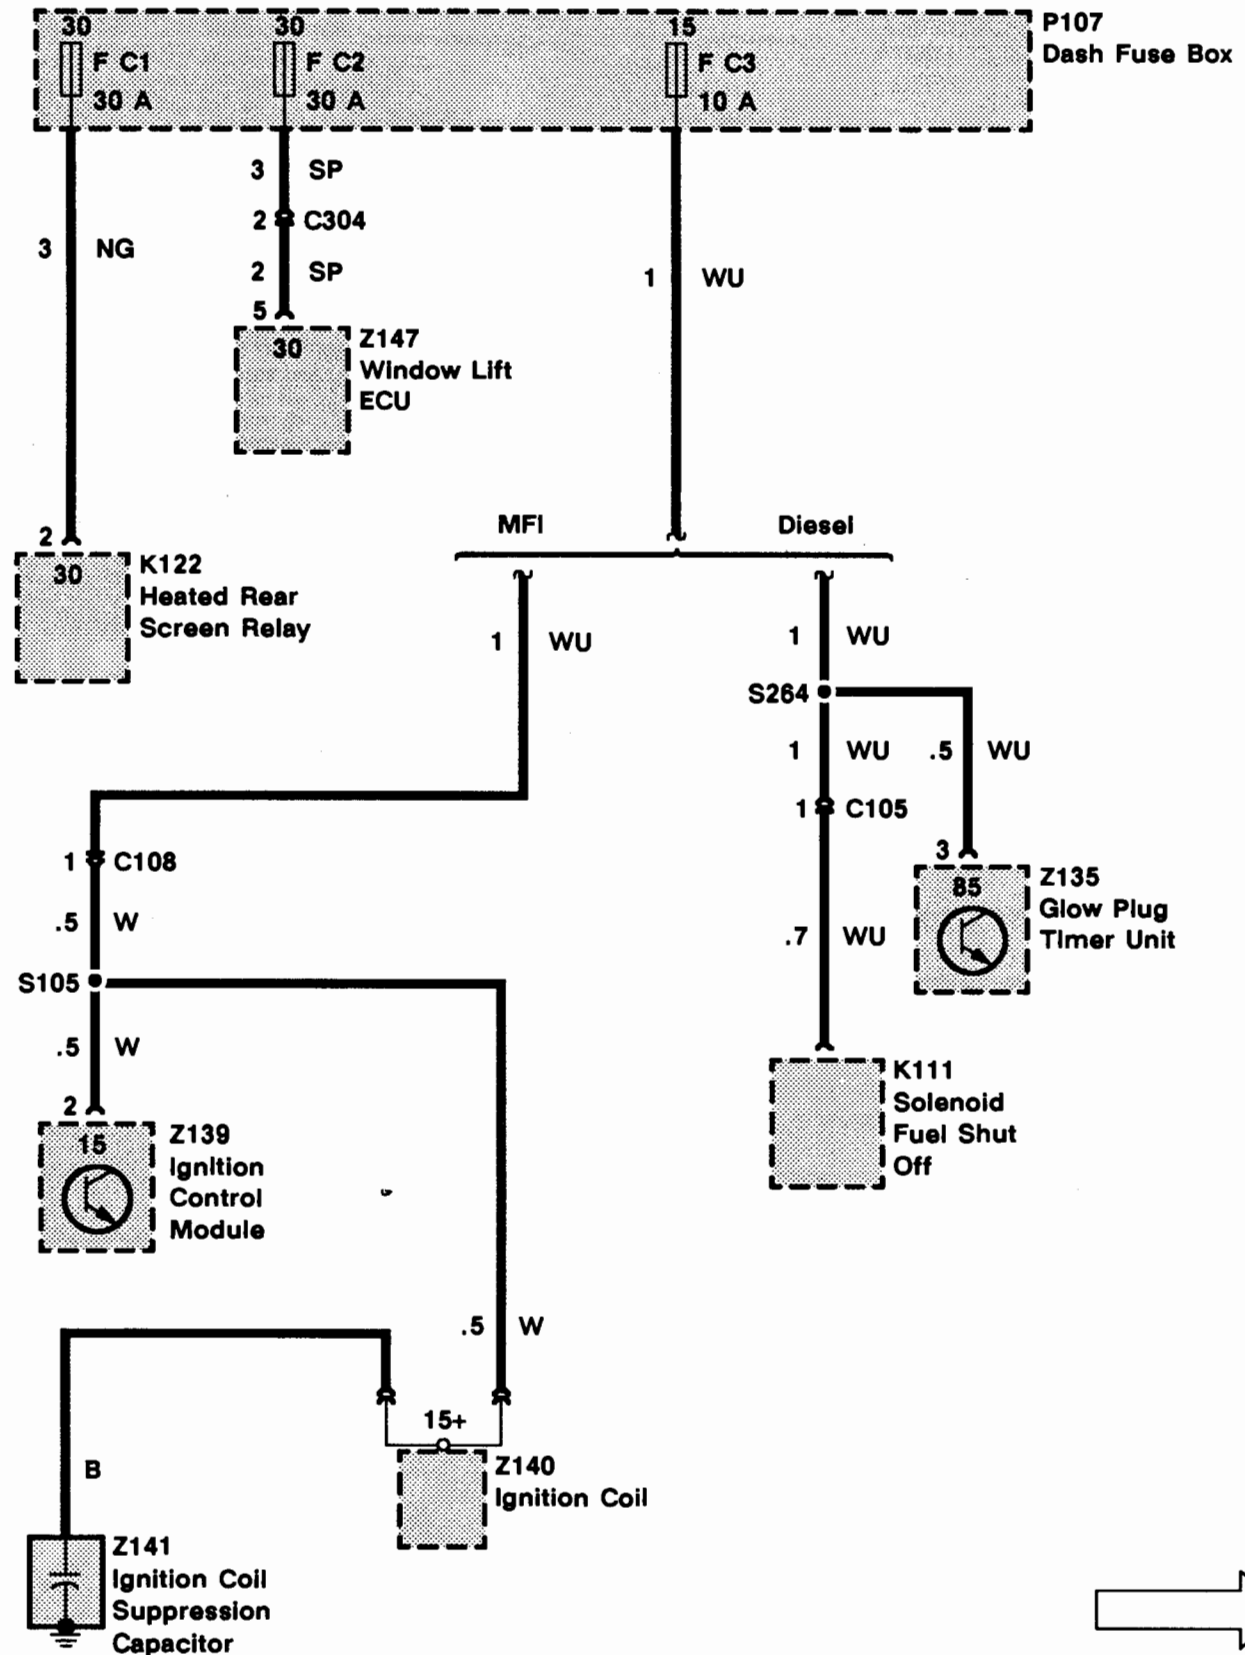 30 30 15 P107
F C1 F C2 F C3 Dash Fuse Box
30 A 30 A 10 A
3 SP
2 C304
3 NG
2 SP
1 WU
5
30
Z147
Window Lift
ECU
MFI Diesel
2
30
K122
Heated Rear
Screen Relay
1 WU
1 WU
S264
1 WU .5 WU
1 C105
3
85
Z135
Glow Plug
Timer Unit
1 C108
.5 W
.7 WU
S105
.5 W
K111
Solenoid
Fuel Shut
Off
2
15
Z139
Ignition
Control
Module
.5 W
15+
B
Z140
Ignition Coil
Z141
Ignition Coil
Suppression
Capacitor